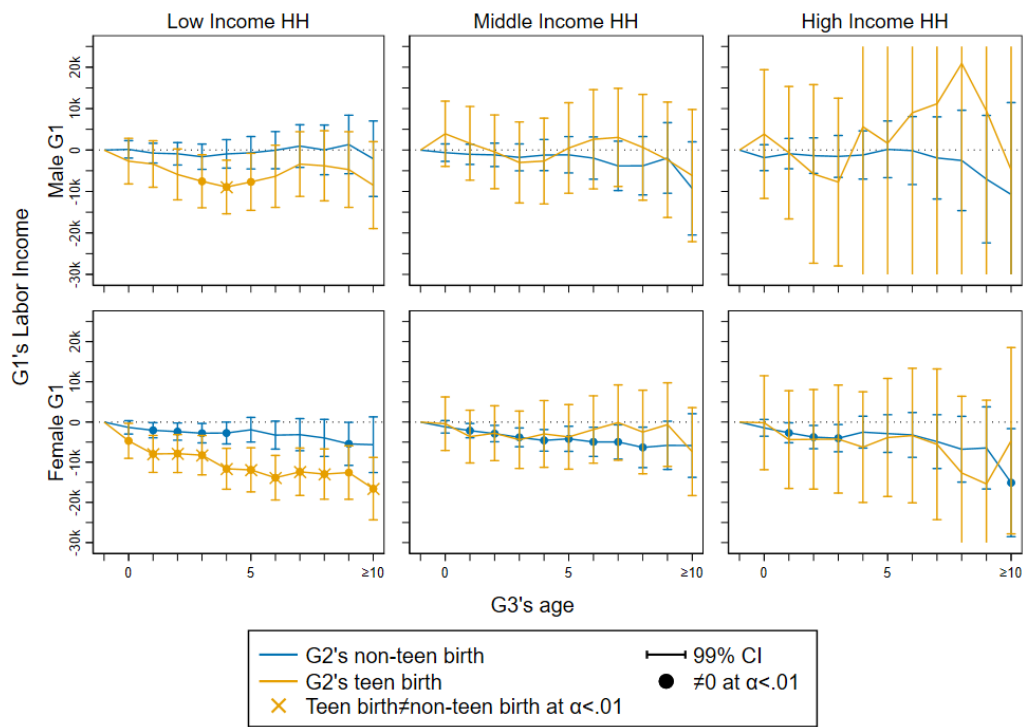 Low Income HH Middle Income HH High Income HH
G1's Labor Income
Male G1
20k
10k
0
-10k
-20k
-30k
Female G1
20k
10k
0
-10k
-20k
-30k
0 5 ≥10 0 5 ≥10 0 5 ≥10
G3's age
G2's non-teen birth 99% CI
G2's teen birth ≠0 at α<.01
Teen birth≠non-teen birth at α<.01